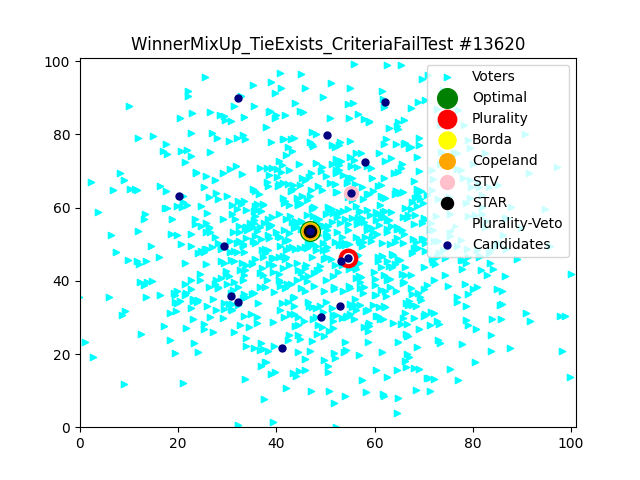 WinnerMixUp_TieExists_CriteriaFailTest #13620
100
80
60
40
20
0
0
20
40
60
80
100
Voters
Optimal
Plurality
Borda
Copeland
STV
STAR
Plurality-Veto
Candidates